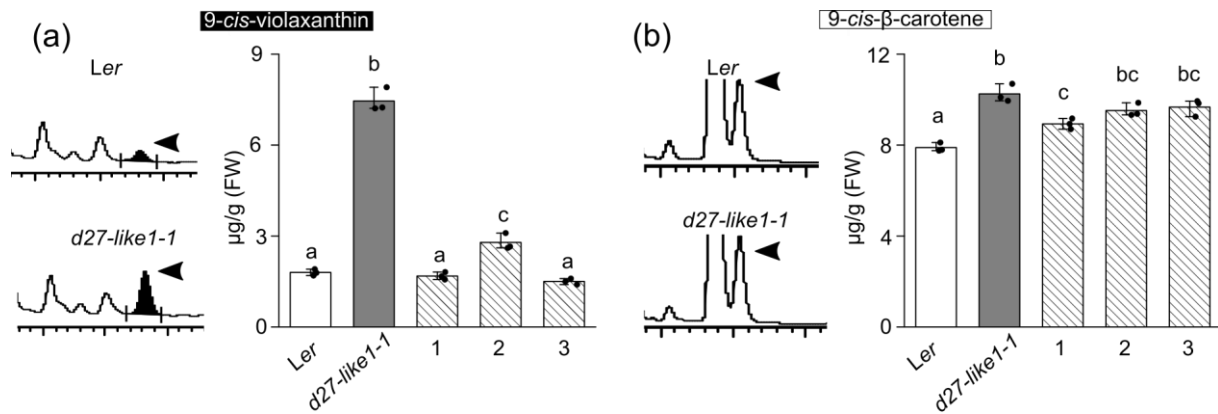 (a)
9-cis-violaxanthin
Ler
d27-like1-1
µg/g (FW)
9
6
3
0
a
b
a
c
a
Ler
d27-like1-1
1
2
3
(b)
9-cis-β-carotene
Ler
d27-like1-1
µg/g (FW)
12
8
4
0
a
b
c
bc
bc
Ler
d27-like1-1
1
2
3